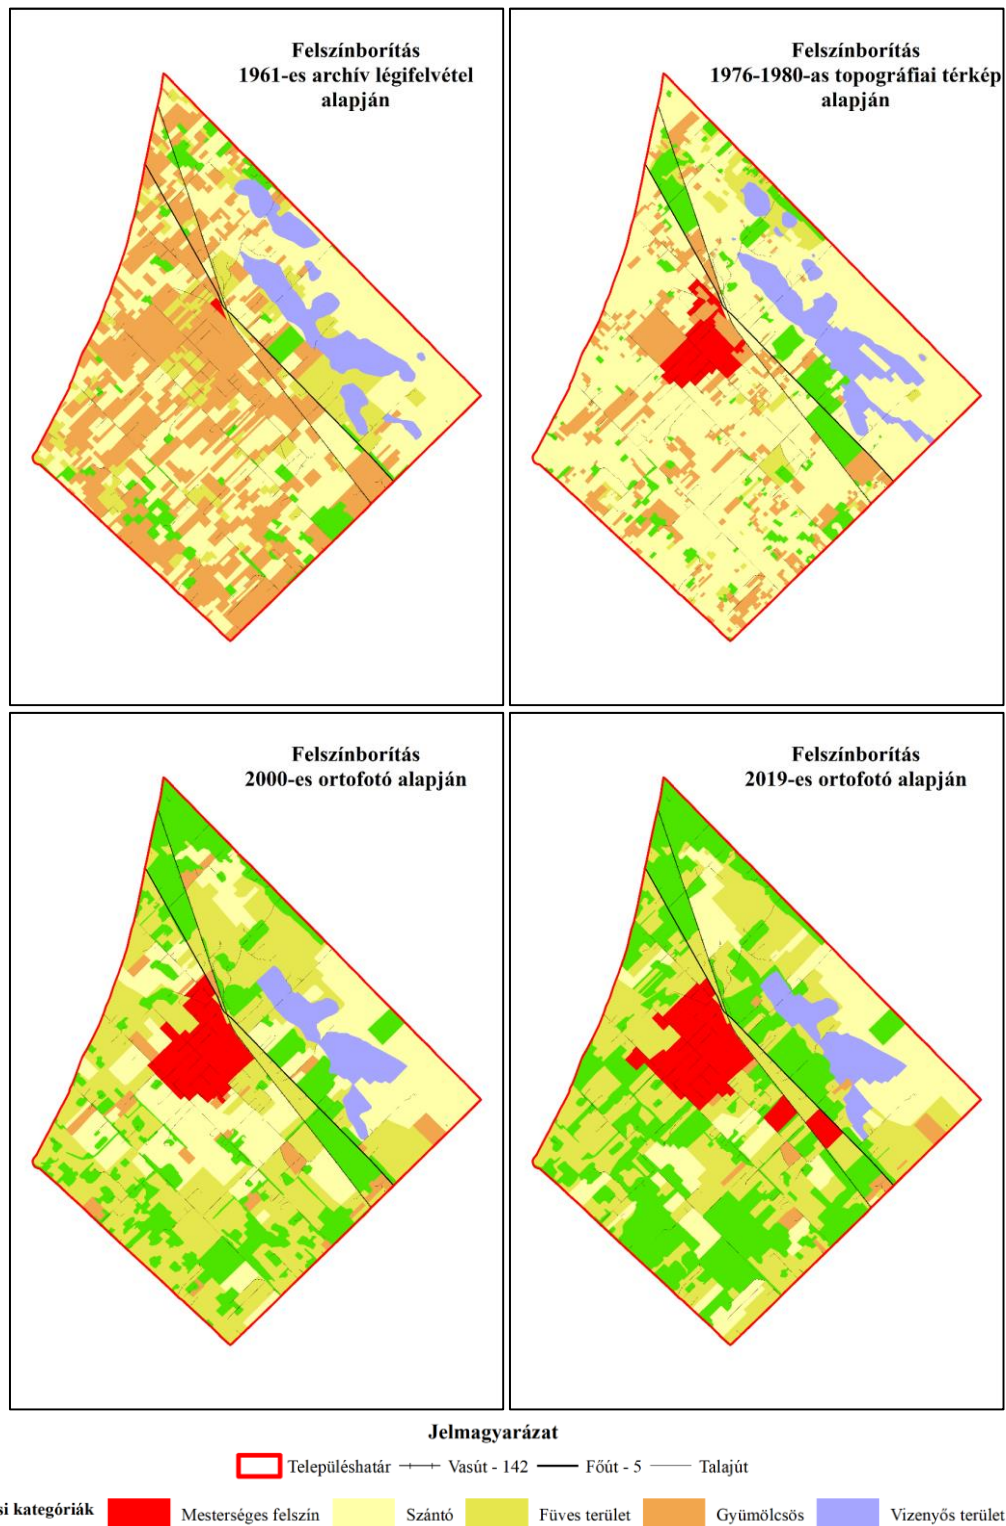 Felszínborítás
1961-es archív légifelvétel
alapján
Felszínborítás
1976-1980-as topográfiai térkép
alapján
Felszínborítás
2000-es ortofotó alapján
Felszínborítás
2019-es ortofotó alapján
Jelmagyarázat
Településhatár Vasút - 142 Főút - 5 Talajút
si kategóriák Mesterséges felszín Szántó Füves terület Gyümölcsös Vizenyős terület